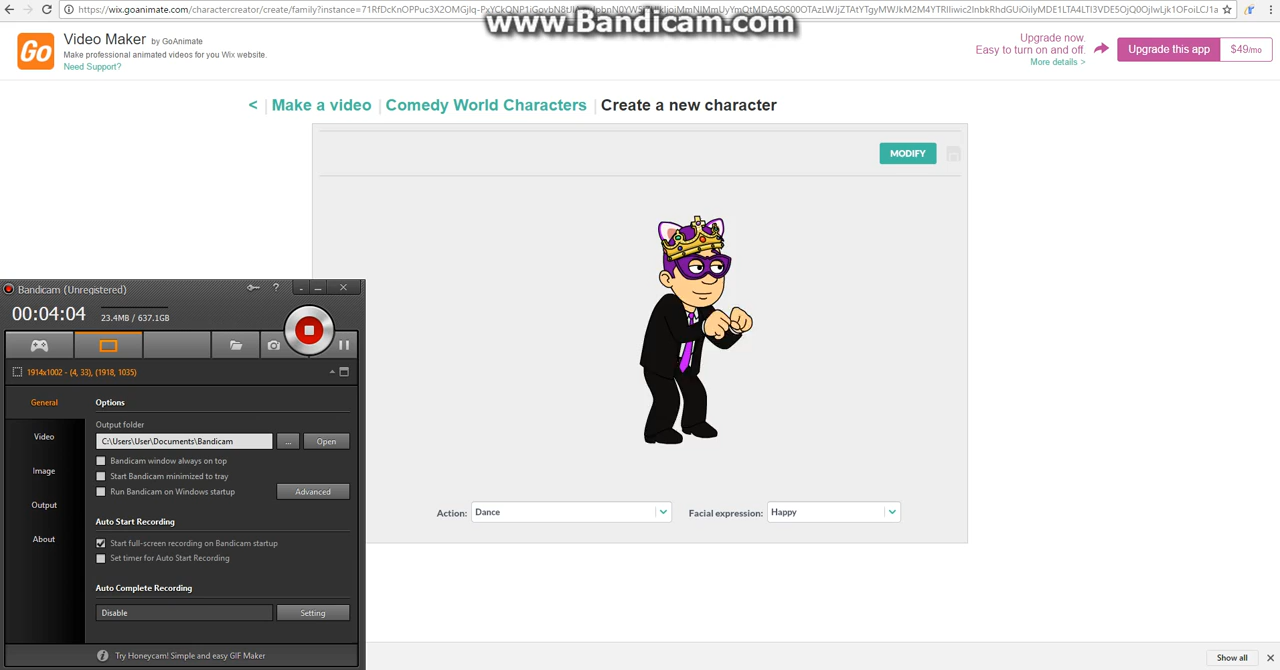 www.Bandicam.com
Go
Video Maker by GoAnimate
Make professional animated videos for you Wix website.
Need Support?
Upgrade now.
Easy to turn on and off.
More details >
Upgrade this app
$49/mo
< Make a video Comedy World Characters Create a new character
MODIFY
Bandicam (Unregistered)
00:04:04
23.4MB / 637.1GB
1914x1002 - (4, 33), (1918, 1035)
General
Video
Image
Output
About
Options
Output folder
C:\Users\User\Documents\Bandicam
...
Open
Bandicam window always on top
Start Bandicam minimized to tray
Run Bandicam on Windows startup
Advanced
Auto Start Recording
Start full-screen recording on Bandicam startup
Set timer for Auto Start Recording
Auto Complete Recording
Disable
Setting
Try Honeycam! Simple and easy GIF Maker
Action: Dance
Facial expression: Happy
Show all